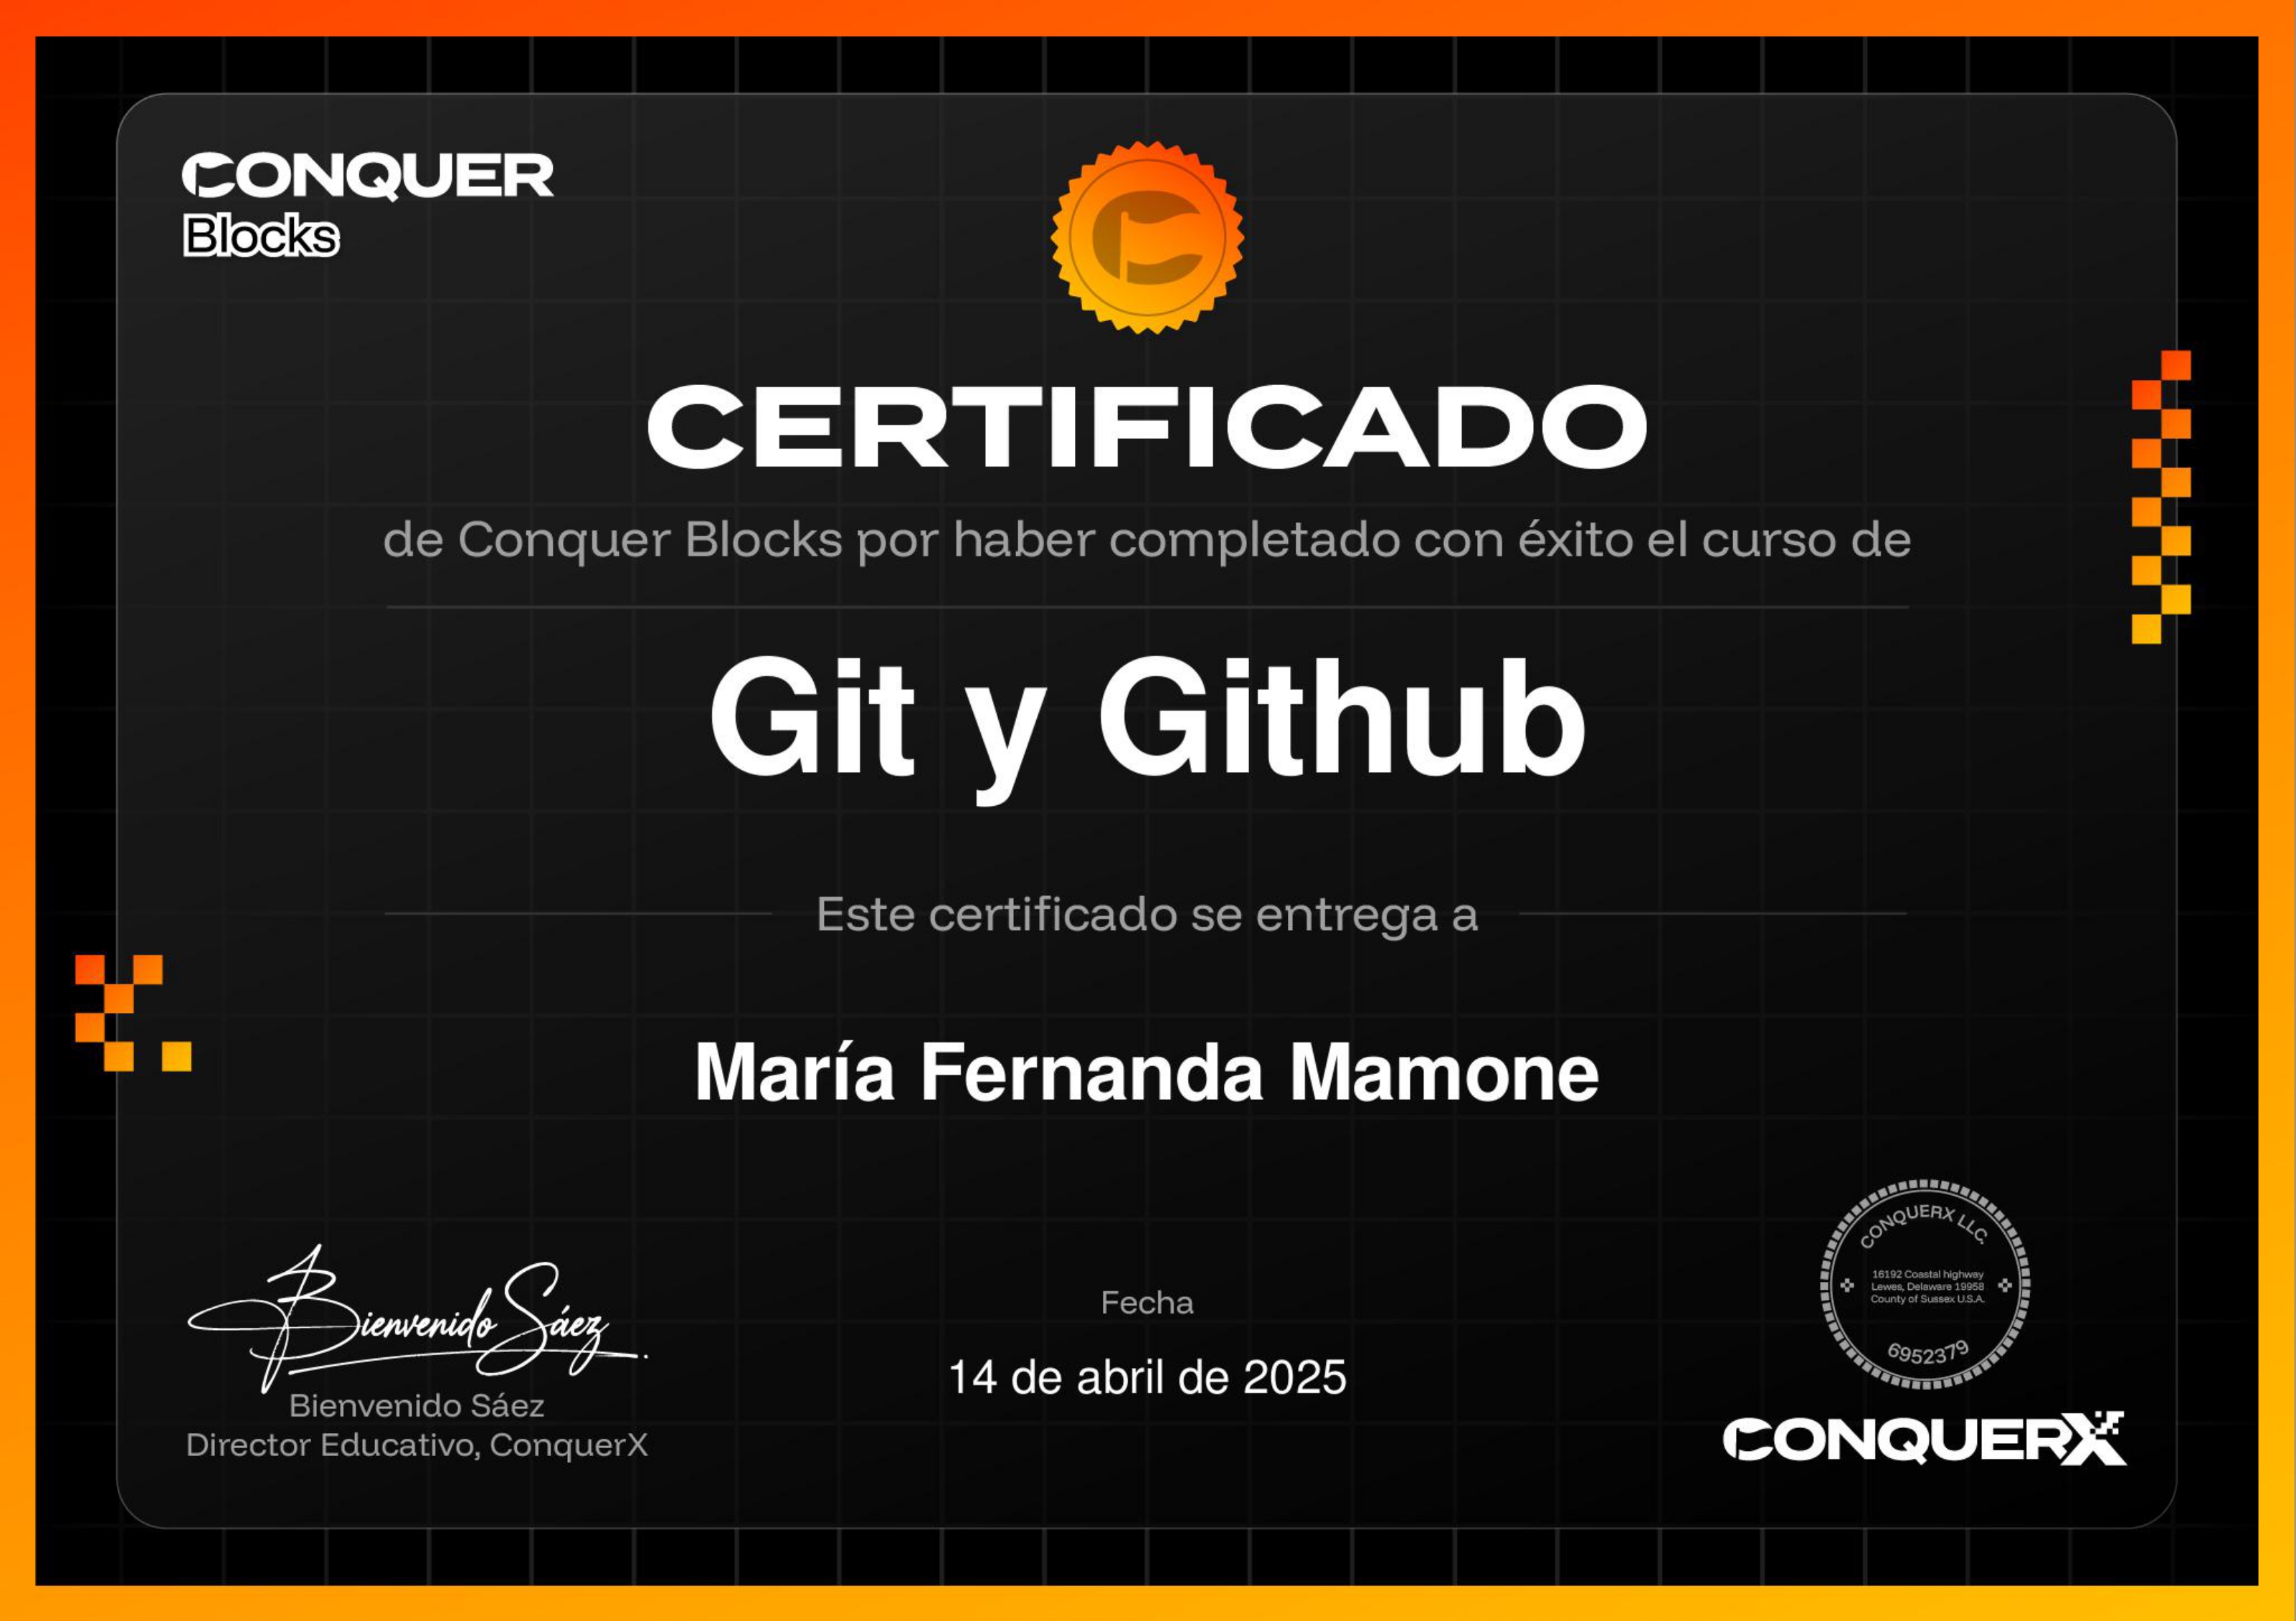 CONQUER
Blocks
CERTIFICADO
de Conquer Blocks por haber completado con éxito el curso de
Git y Github
Este certificado se entrega a
María Fernanda Mamone
Bienvenido Sáez
Bienvenido Sáez
Director Educativo, ConquerX
Fecha
14 de abril de 2025
CONQUERX LLC.
16192 Coastal highway
Lewes, Delaware 19958
County of Sussex U.S.A.
6952379
CONQUERX